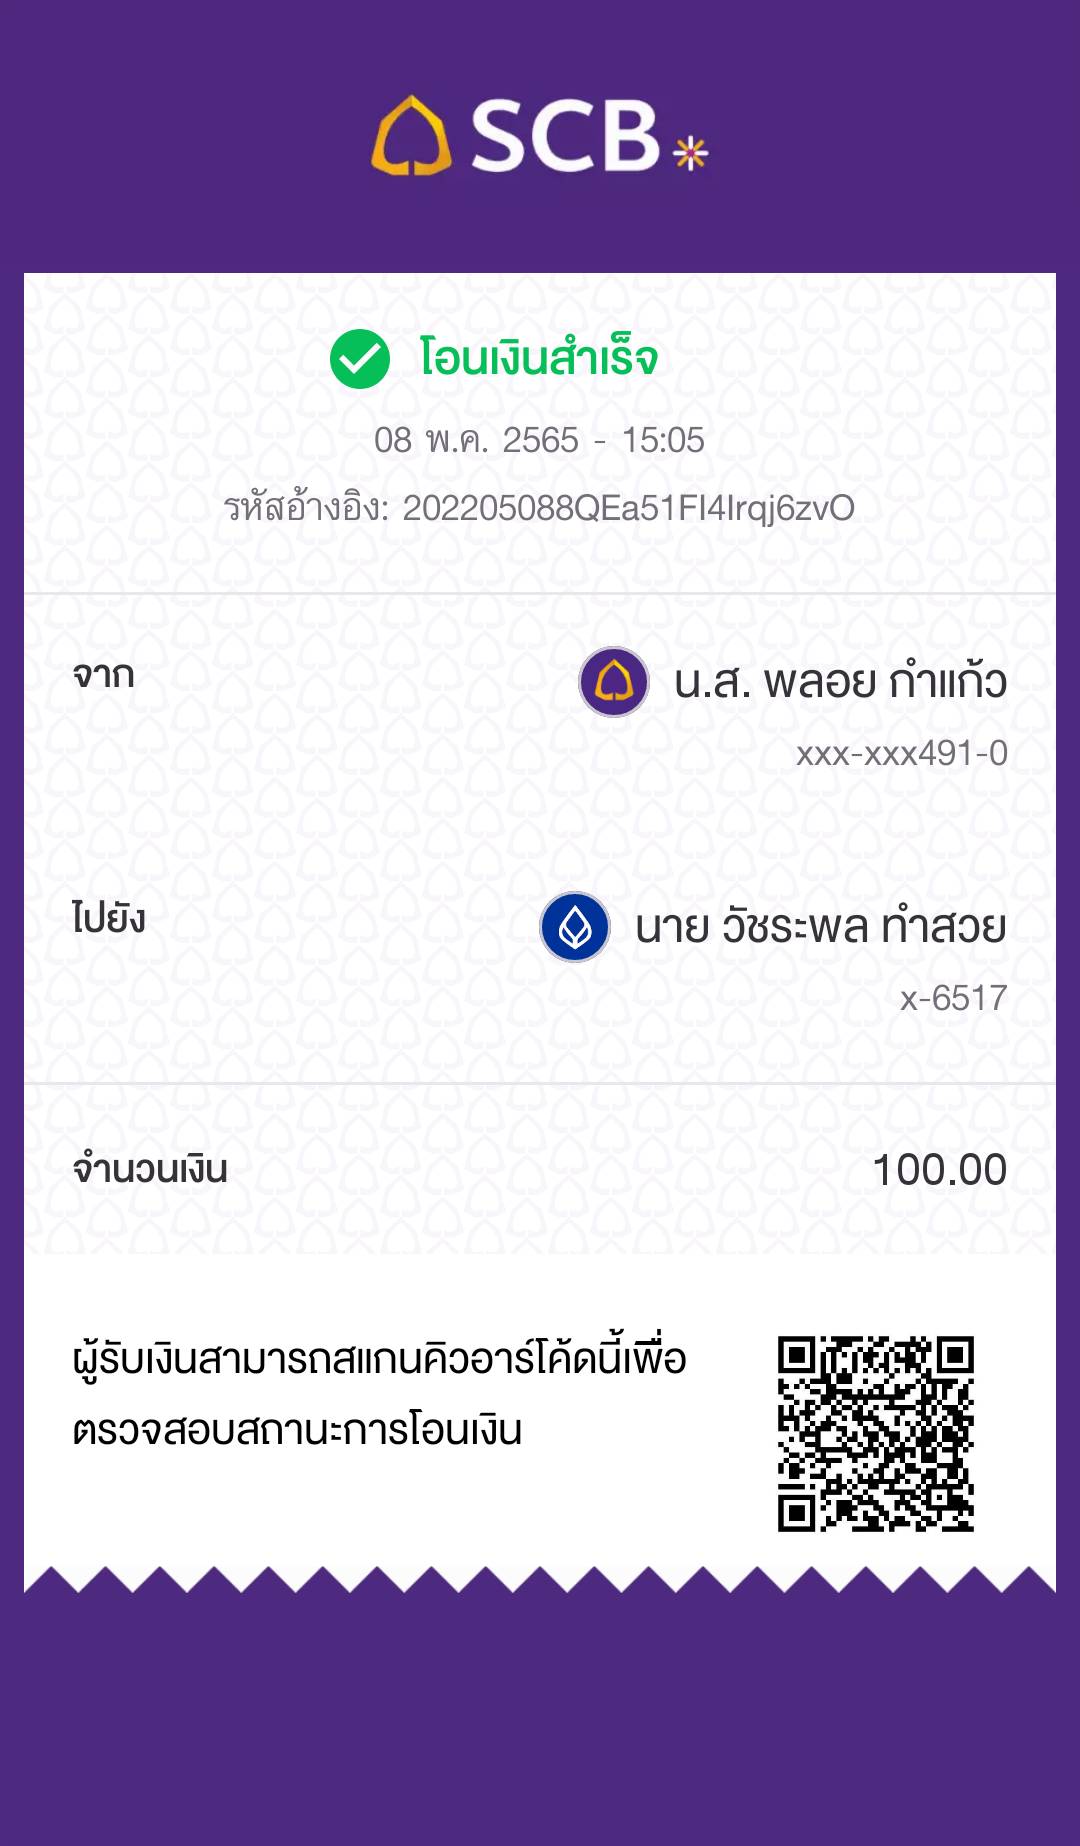 SCB
โอนเงินสำเร็จ
08 พ.ค. 2565 - 15:05
รหัสอ้างอิง: 202205088QEa51FI4Irqj6zvO
จาก
น.ส. พลอย กำแก้ว
xxx-xxx491-0
ไปยัง
นาย วัชระพล ทำสวย
x-6517
จำนวนเงิน
100.00
ผู้รับเงินสามารถสแกนคิวอาร์โค้ดนี้เพื่อ
ตรวจสอบสถานะการโอนเงิน